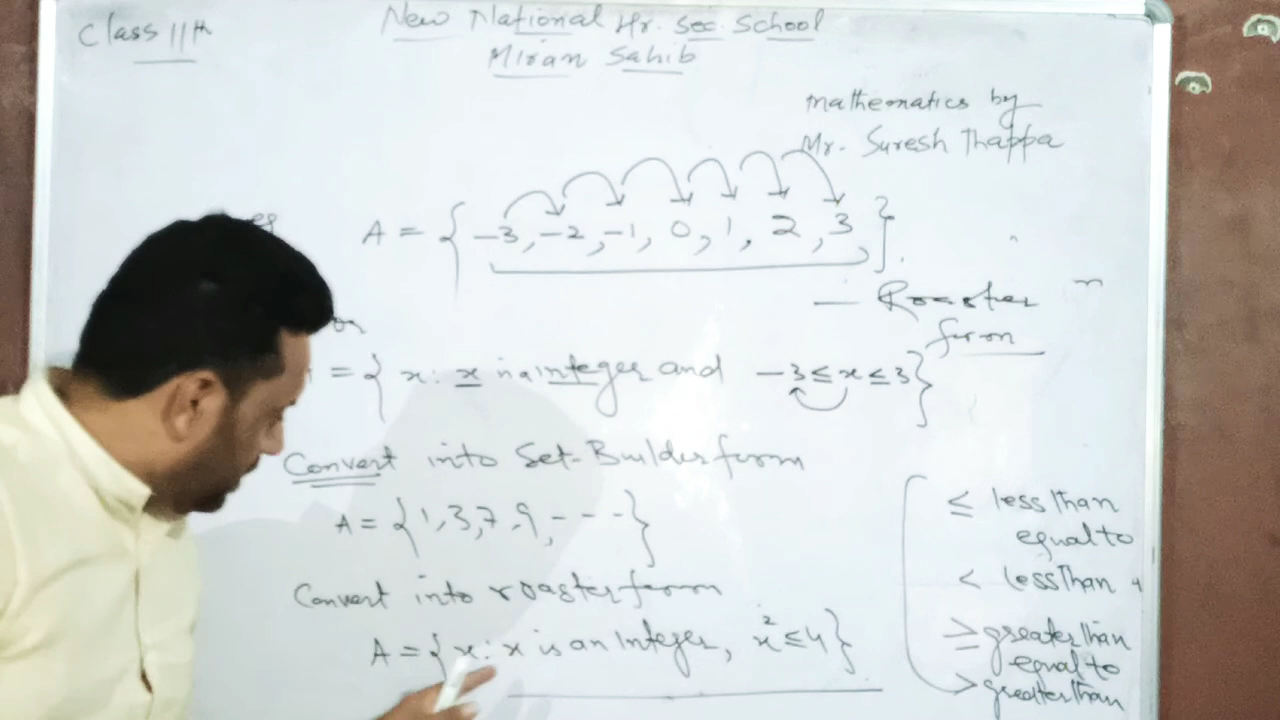 Class 11th
New National Hr. Sec. School
Miran Sahib
Mathematics by
Mr. Suresh Thappa
A = { -3, -2, -1, 0, 1, 2, 3 }.
— Roaster
form
= { x: x is a integer and -3 ≤ x ≤ 3 }
Convert into Set-Builder form
A = { 1, 3, 7, 9, - - - }
Convert into roaster form
A = { x: x is an Integer, x² ≤ 4 }
≤ less than
equal to
< less than
≥ greater than
equal to
> greater than